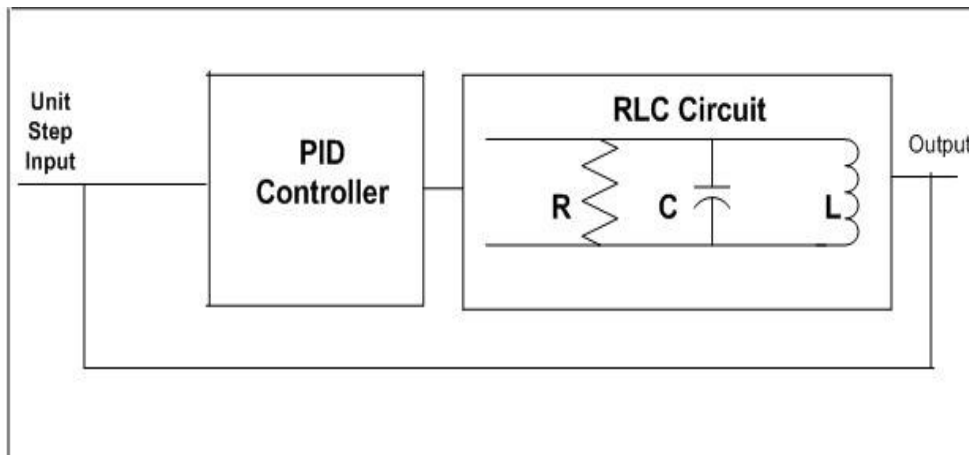 Unit
Step
Input
PID
Controller
RLC Circuit
R
C
L
Output